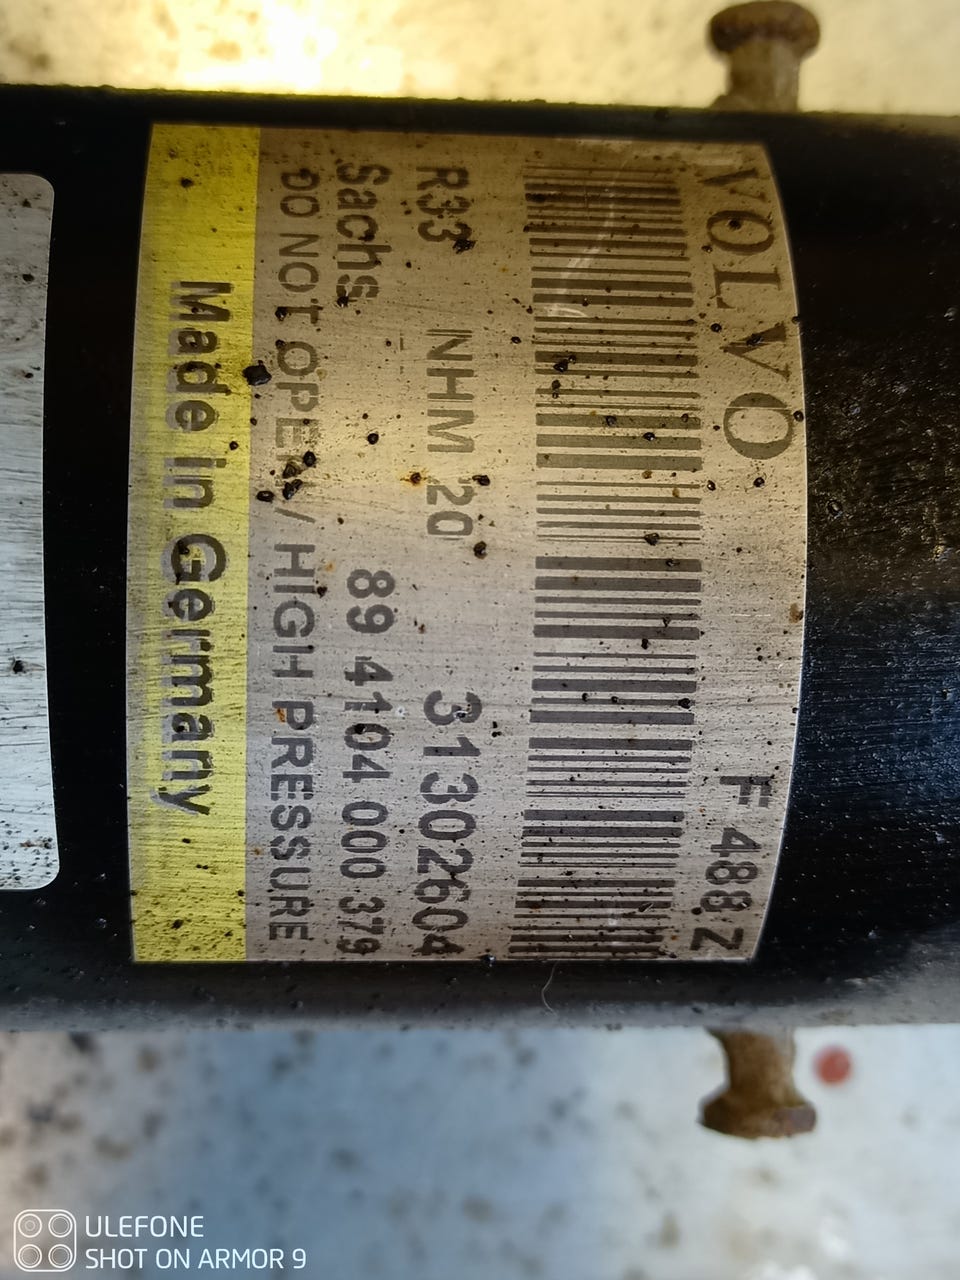 VOLVO F 488 Z
R33 NHM 20 31302604
Sachs 89 4104 000 379
DO NOT OPEN / HIGH PRESSURE
Made in Germany
ULEFONE
SHOT ON ARMOR 9